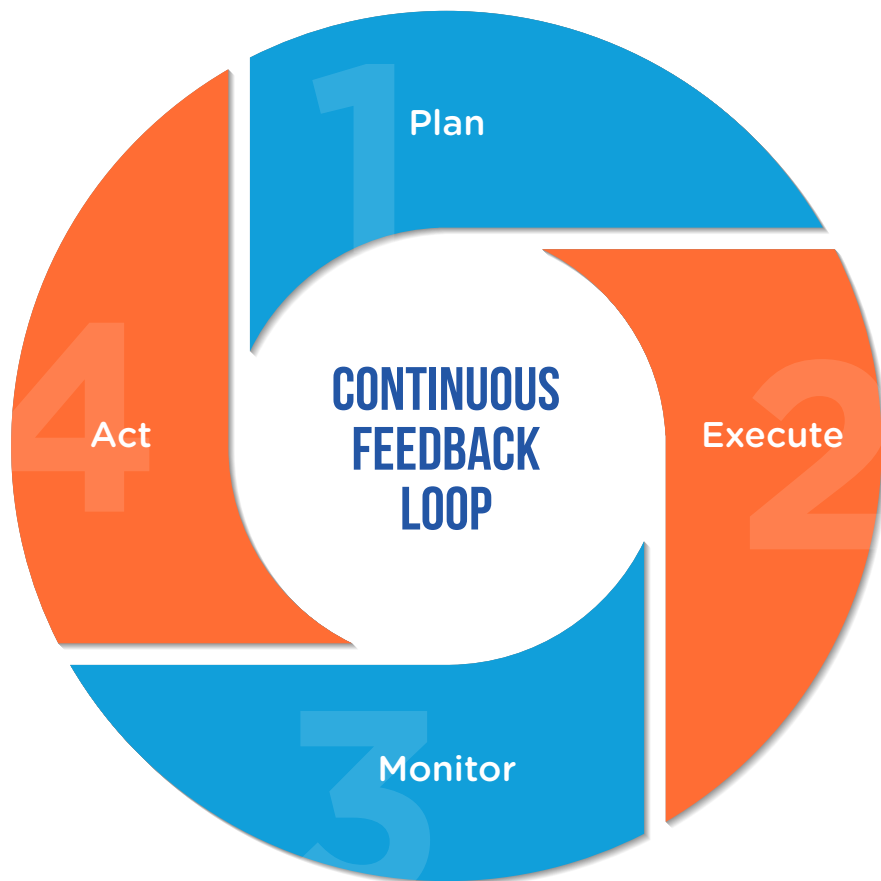 1
Plan
2
Execute
3
Monitor
4
Act
CONTINUOUS
FEEDBACK
LOOP